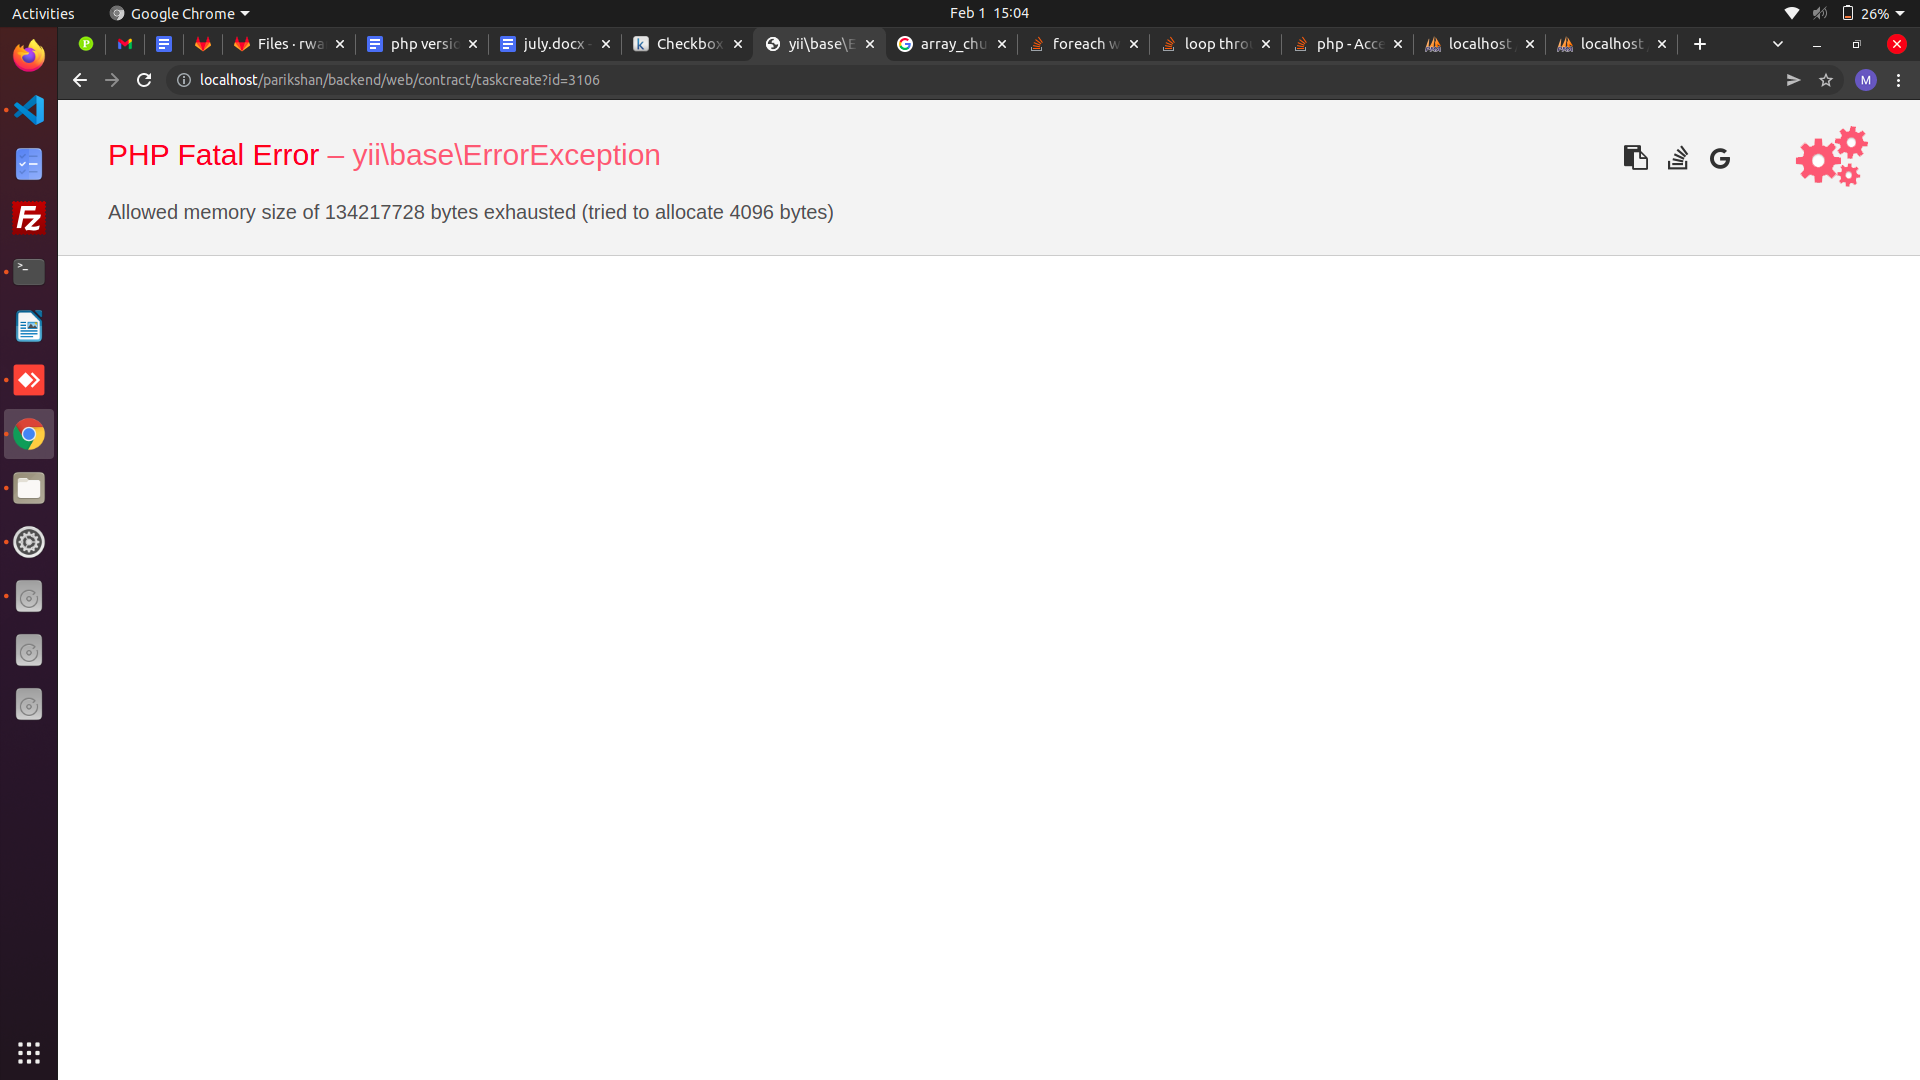 Activities
Google Chrome
Feb 1 15:04
26%
Files · rwa
php versic
july.docx -
Checkbox
yii\base\E
array_chu
foreach w
loop throu
php - Acce
localhost /
localhost /
localhost/parikshan/backend/web/contract/taskcreate?id=3106
M
PHP Fatal Error – yii\base\ErrorException
Allowed memory size of 134217728 bytes exhausted (tried to allocate 4096 bytes)